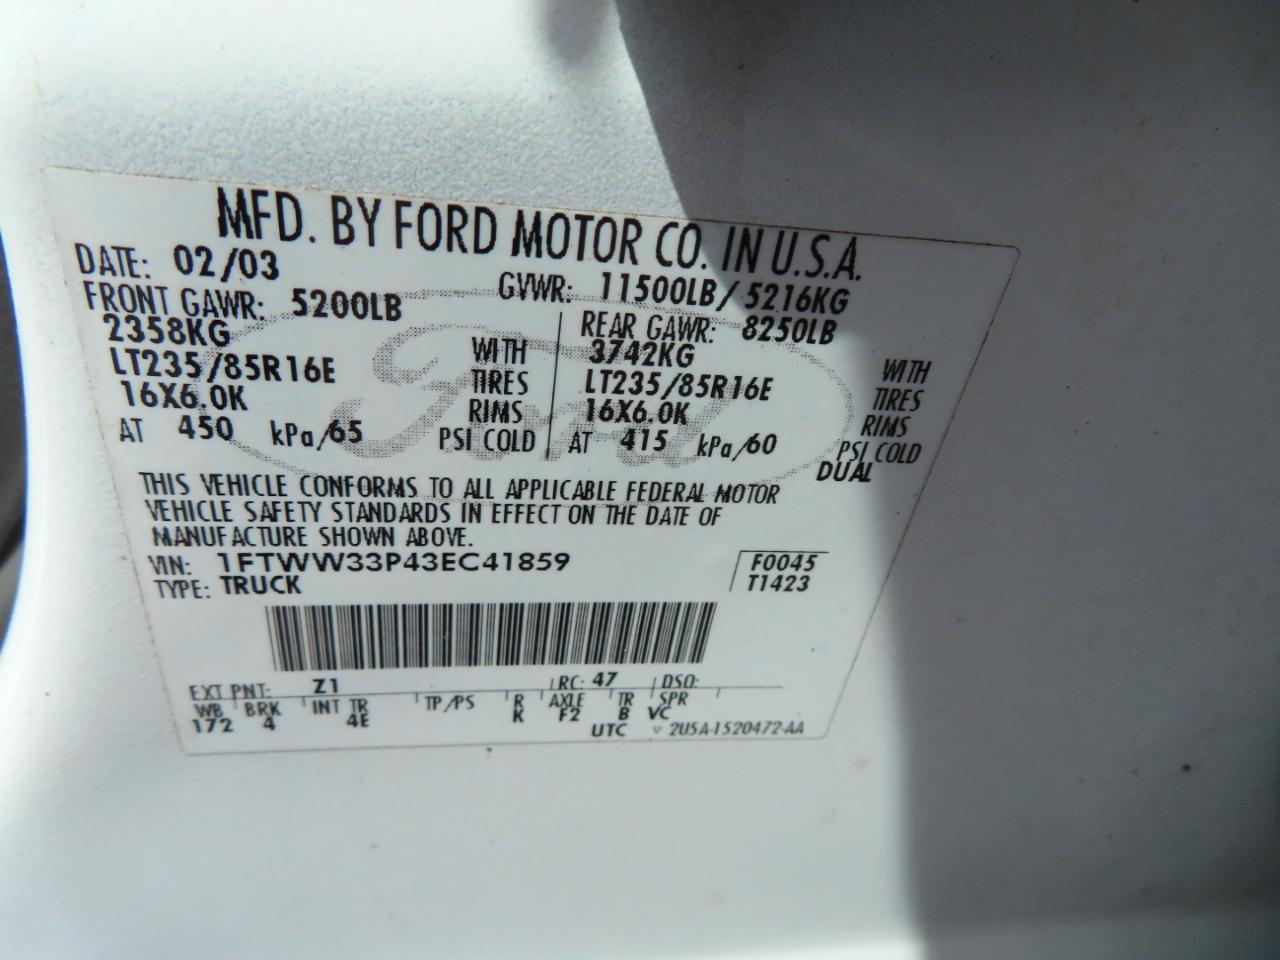 MFD. BY FORD MOTOR CO. IN U.S.A.
DATE: 02/03 GVWR: 11500LB/ 5216KG
FRONT GAWR: 5200LB REAR GAWR: 8250LB
2358KG WITH 3742KG WITH
LT235/85R16E TIRES LT235/85R16E TIRES
16X6.0K RIMS 16X6.0K RIMS
AT 450 kPa/65 PSI COLD AT 415 kPa/60 PSI COLD
DUAL
Ford
THIS VEHICLE CONFORMS TO ALL APPLICABLE FEDERAL MOTOR
VEHICLE SAFETY STANDARDS IN EFFECT ON THE DATE OF
MANUFACTURE SHOWN ABOVE.
VIN: 1FTWW33P43EC41859 F0045
TYPE: TRUCK T1423
EXT PNT: Z1 RC: 47 DSO:
WB BRK INT TR TP/PS R AXLE TR SPR
172 4 4E K F2 B VC
UTC ▽ 2U5A-1520472-AA